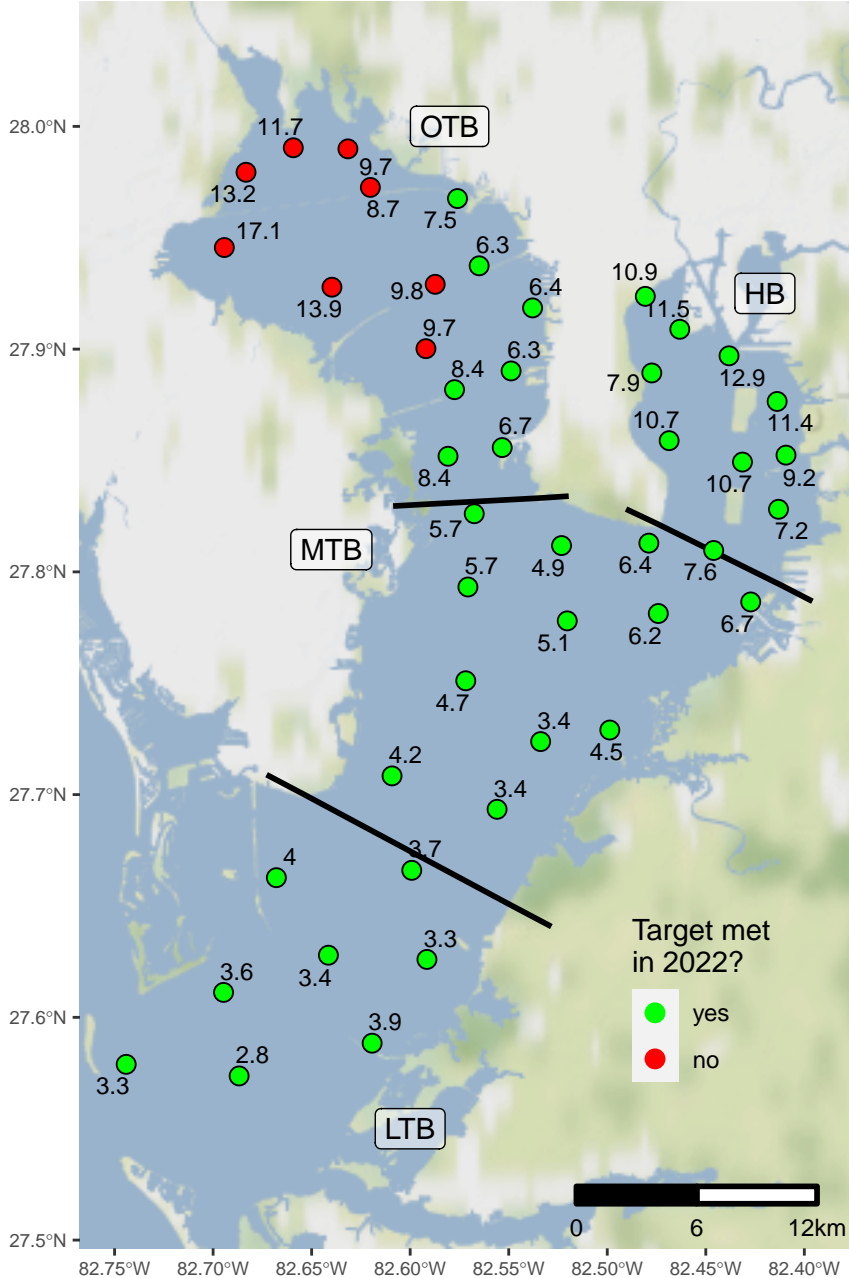 28.0°N
11.7
OTB
9.7
13.2
8.7
7.5
17.1
6.3
10.9
HB
13.9
9.8
6.4
11.5
27.9°N
9.7
8.4
6.3
7.9
12.9
10.7
11.4
6.7
8.4
10.7
9.2
5.7
7.2
MTB
4.9
6.4
7.6
27.8°N
5.7
5.1
6.2
6.7
4.7
3.4
4.5
4.2
27.7°N
3.4
4
3.7
3.3
3.4
3.6
Target met
in 2022?
yes
no
27.6°N
3.9
3.3
2.8
LTB
0
6
12km
27.5°N
82.75°W
82.70°W
82.65°W
82.60°W
82.55°W
82.50°W
82.45°W
82.40°W